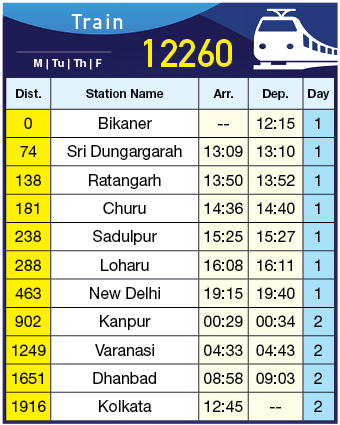 Train
12260
M | Tu | Th | F
Dist. Station Name Arr. Dep. Day
0 Bikaner -- 12:15 1
74 Sri Dungargarah 13:09 13:10 1
138 Ratangarh 13:50 13:52 1
181 Churu 14:36 14:40 1
238 Sadulpur 15:25 15:27 1
288 Loharu 16:08 16:11 1
463 New Delhi 19:15 19:40 1
902 Kanpur 00:29 00:34 2
1249 Varanasi 04:33 04:43 2
1651 Dhanbad 08:58 09:03 2
1916 Kolkata 12:45 -- 2